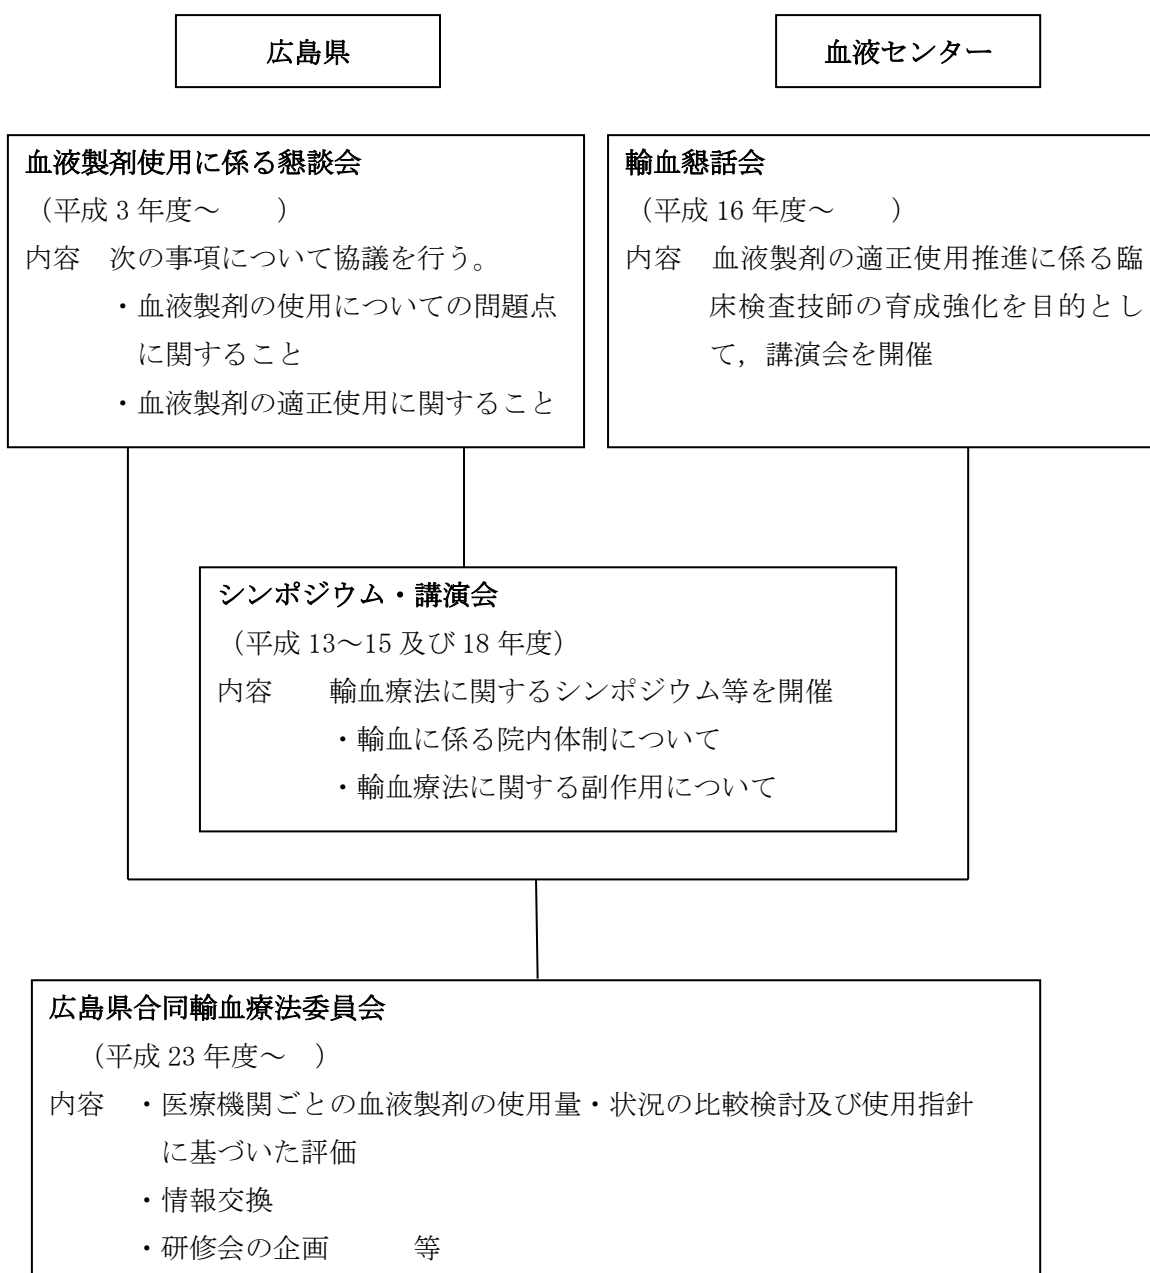 広島県
血液センター
血液製剤使用に係る懇談会
（平成 3 年度～　　）
内容　次の事項について協議を行う。
・血液製剤の使用についての問題点
に関すること
・血液製剤の適正使用に関すること
輸血懇話会
（平成 16 年度～　　）
内容　血液製剤の適正使用推進に係る臨
床検査技師の育成強化を目的とし
て，講演会を開催
シンポジウム・講演会
（平成 13～15 及び 18 年度）
内容　　輸血療法に関するシンポジウム等を開催
・輸血に係る院内体制について
・輸血療法に関する副作用について
広島県合同輸血療法委員会
（平成 23 年度～　）
内容　・医療機関ごとの血液製剤の使用量・状況の比較検討及び使用指針
に基づいた評価
・情報交換
・研修会の企画　　　等